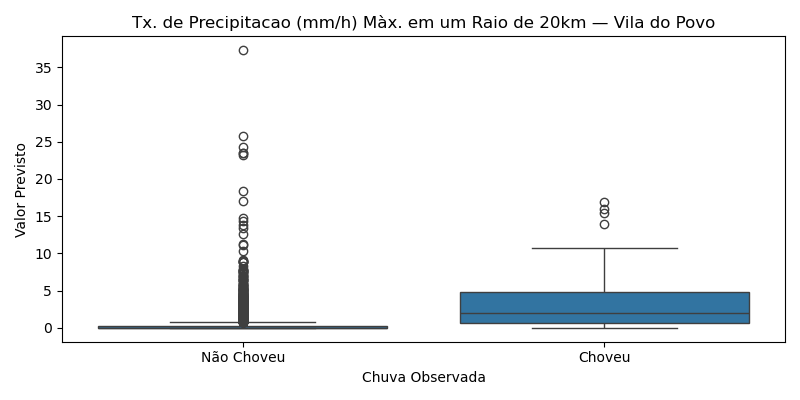 Tx. de Precipitacao (mm/h) Màx. em um Raio de 20km — Vila do Povo
Valor Previsto
35
30
25
20
15
10
5
0
Não Choveu
Choveu
Chuva Observada